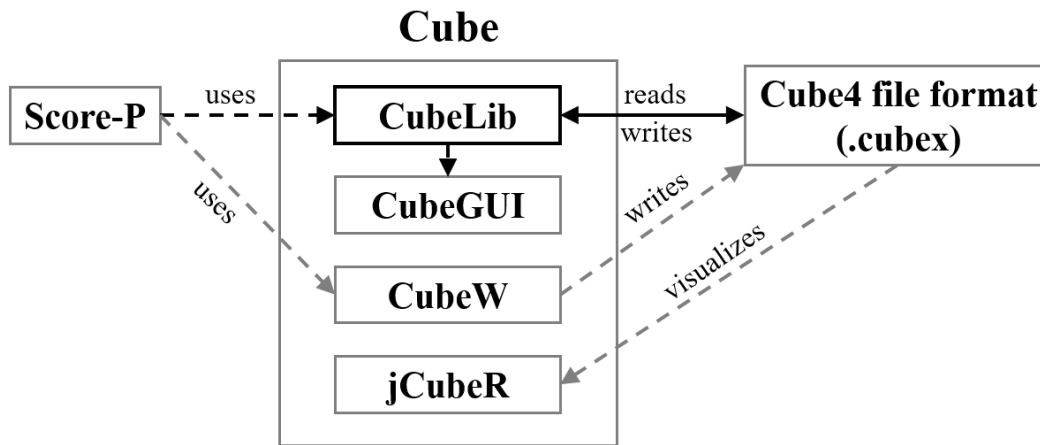 Cube
Score-P
uses
CubeLib
reads
writes
Cube4 file format
(.cubex)
CubeGUI
uses
writes
CubeW
visualizes
jCubeR